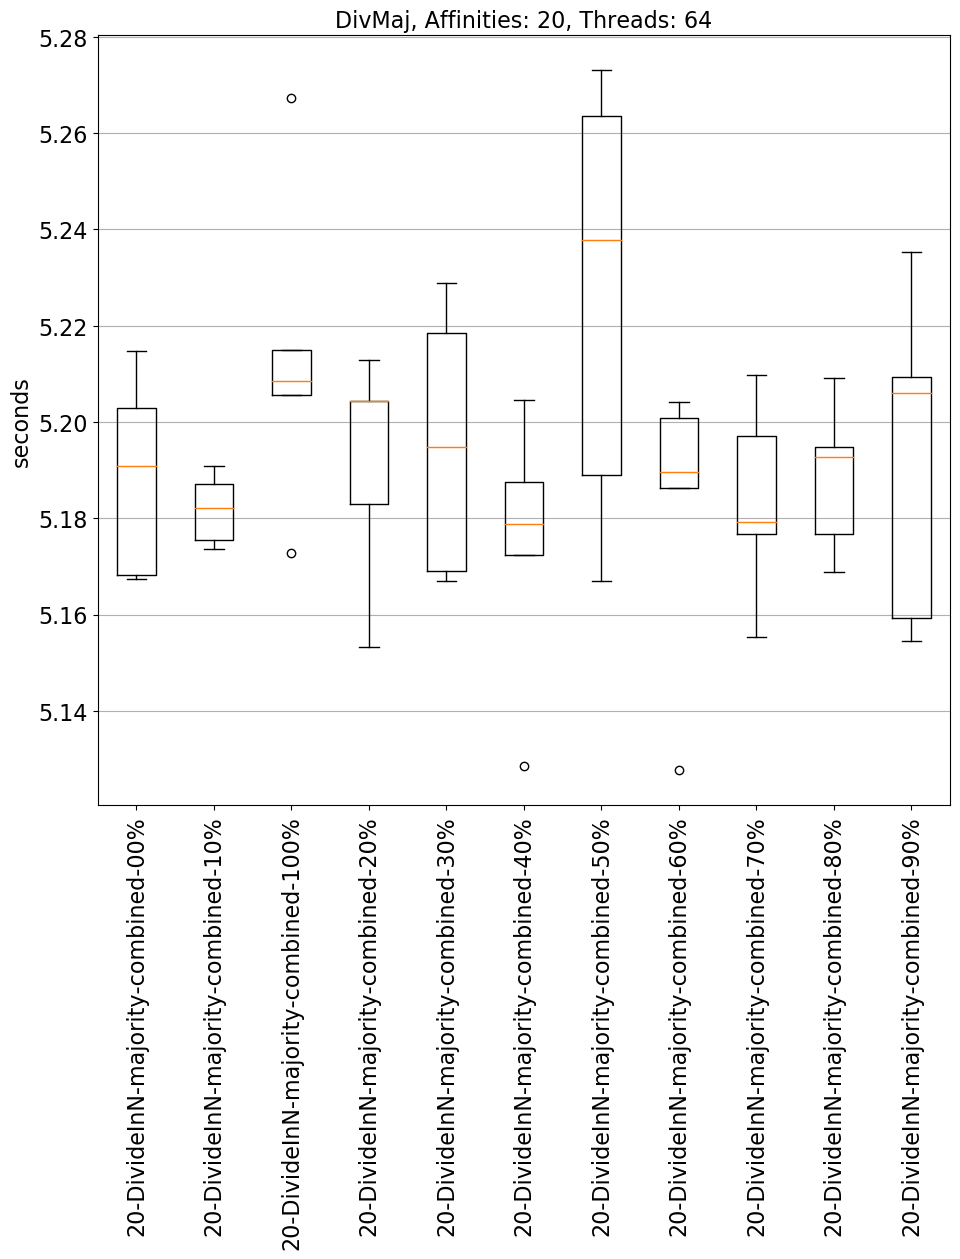 DivMaj, Affinities: 20, Threads: 64
5.28
5.26
5.24
5.22
5.20
5.18
5.16
5.14
seconds
20-DivideInN-majority-combined-00%
20-DivideInN-majority-combined-10%
20-DivideInN-majority-combined-100%
20-DivideInN-majority-combined-20%
20-DivideInN-majority-combined-30%
20-DivideInN-majority-combined-40%
20-DivideInN-majority-combined-50%
20-DivideInN-majority-combined-60%
20-DivideInN-majority-combined-70%
20-DivideInN-majority-combined-80%
20-DivideInN-majority-combined-90%